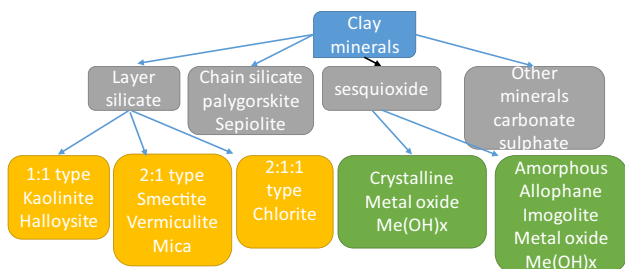 Clay
minerals
Layer
silicate
Chain silicate
palygorskite
Sepiolite
sesquioxide
Other
minerals
carbonate
sulphate
1:1 type
Kaolinite
Halloysite
2:1 type
Smectite
Vermiculite
Mica
2:1:1
type
Chlorite
Crystalline
Metal oxide
Me(OH)x
Amorphous
Allophane
Imogolite
Metal oxide
Me(OH)x